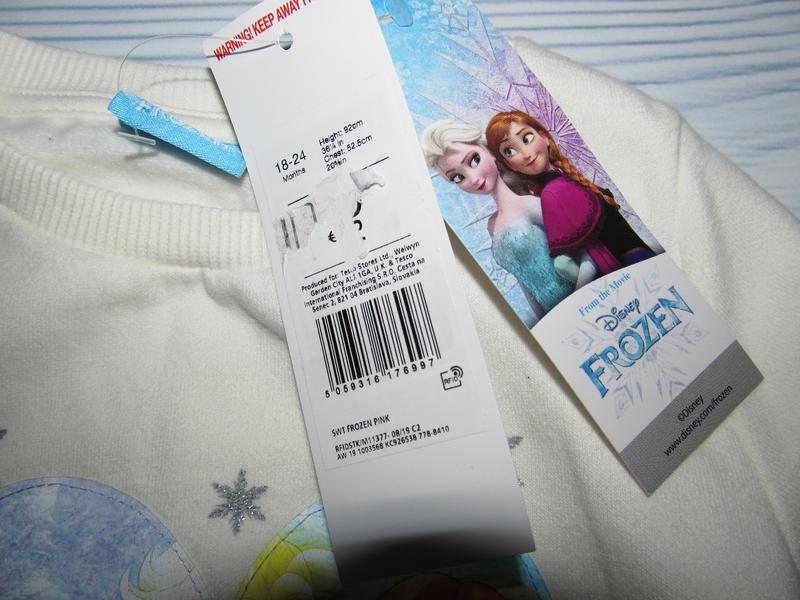 WARNING! KEEP AWAY
18-24
Months
Height: 92cm
36¼ in
Chest: 52.5cm
20⅝in
€
Produced for: Tesco Stores Ltd., Welwyn
Garden City AL7 1GA, U.K. & Tesco
International Franchising S.R.O. Cesta na
Senec 2, 821 04 Bratislava, Slovakia
5 059316 176997
RFID
SWT FROZEN PINK
RFIDSTK/M11377- 08/19 C2
AW 19 1003568 KC926538 778-8410
From the Movie
Disney
FROZEN
©Disney
www.disney.com/frozen